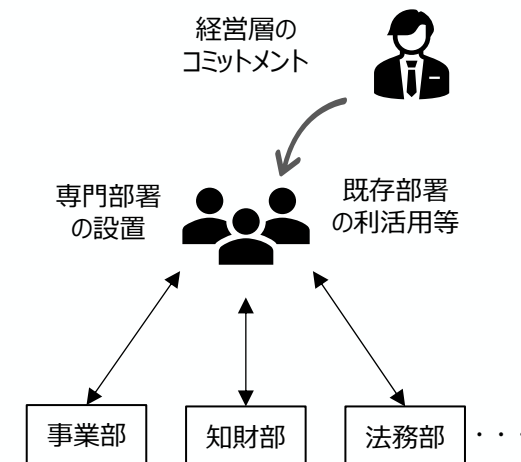 経営層の
コミットメント
専門部署
の設置
既存部署
の利活用等
事業部
知財部
法務部
・・・